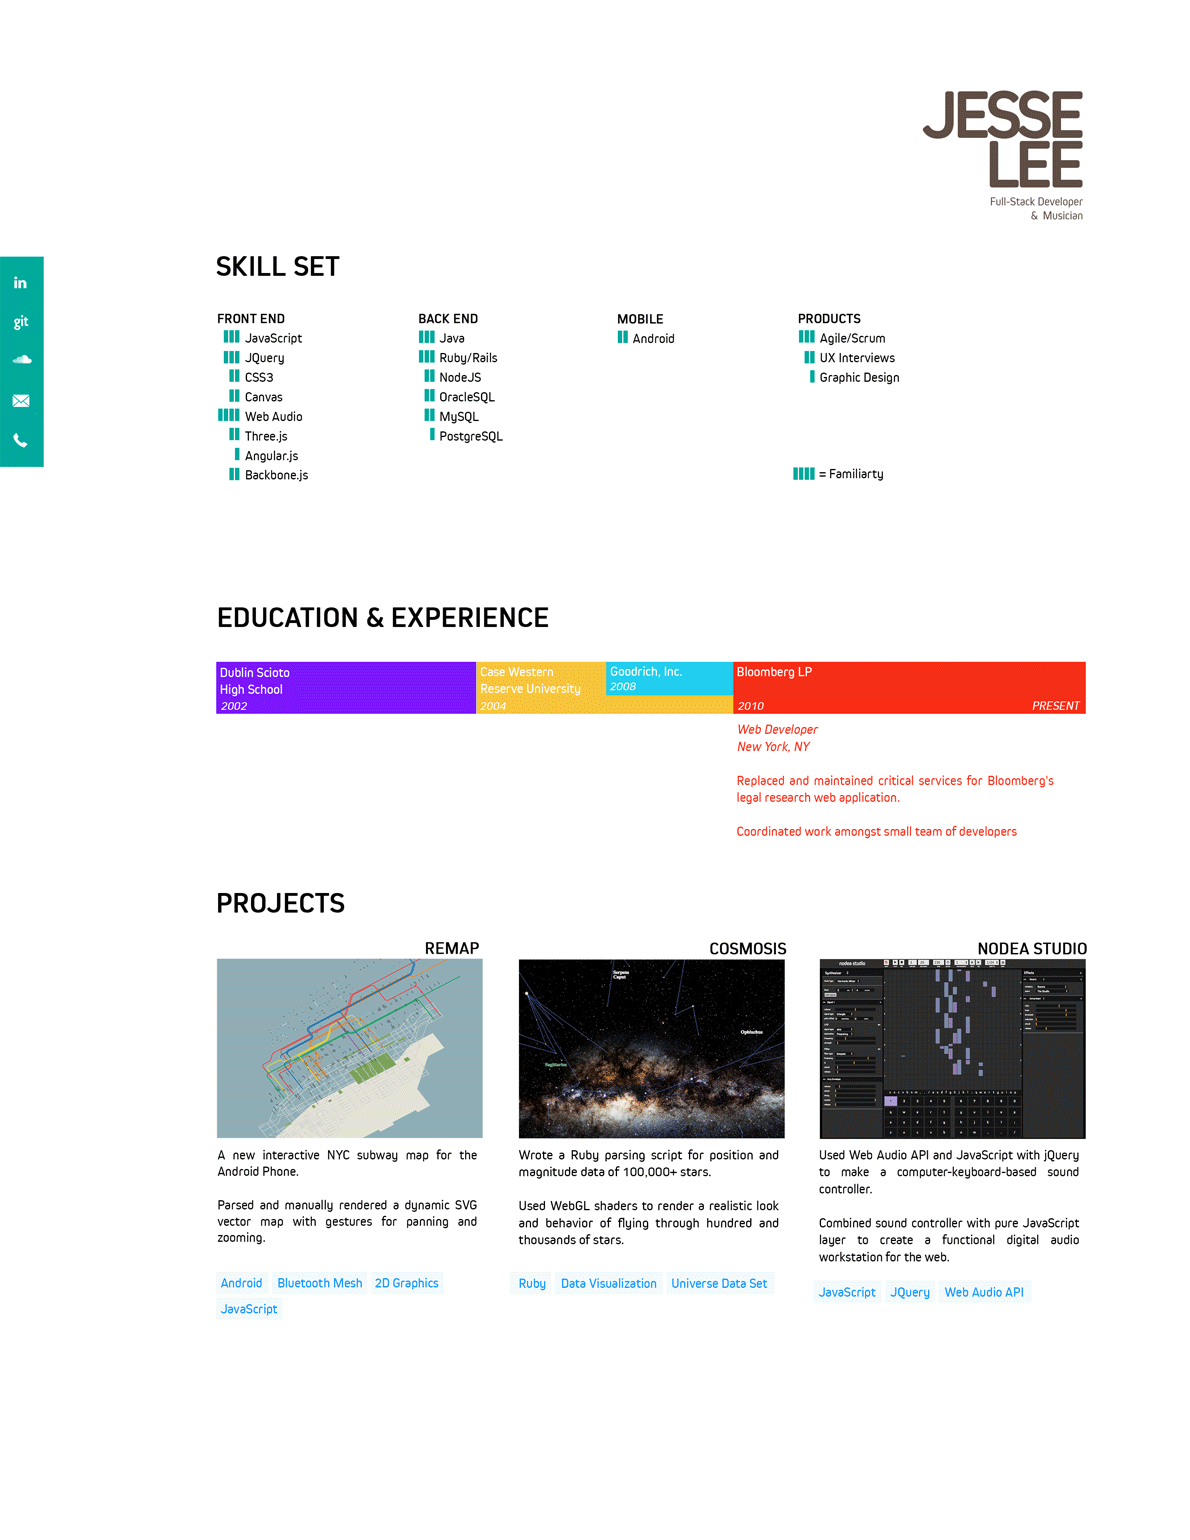 JESSE
LEE
Full-Stack Developer
& Musician
in
git
SKILL SET
FRONT END
JavaScript
JQuery
CSS3
Canvas
Web Audio
Three.js
Angular.js
Backbone.js
BACK END
Java
Ruby/Rails
NodeJS
OracleSQL
MySQL
PostgreSQL
MOBILE
Android
PRODUCTS
Agile/Scrum
UX Interviews
Graphic Design
= Familiarty
EDUCATION & EXPERIENCE
Dublin Scioto
High School
2002
Case Western
Reserve University
2004
Goodrich, Inc.
2008
Bloomberg LP
2010 PRESENT
Web Developer
New York, NY
Replaced and maintained critical services for Bloomberg's
legal research web application.
Coordinated work amongst small team of developers
PROJECTS
REMAP
A new interactive NYC subway map for the
Android Phone.
Parsed and manually rendered a dynamic SVG
vector map with gestures for panning and
zooming.
Android Bluetooth Mesh 2D Graphics
JavaScript
COSMOSIS
Serpens
Caput
Ophiuchus
Sagittarius
Wrote a Ruby parsing script for position and
magnitude data of 100,000+ stars.
Used WebGL shaders to render a realistic look
and behavior of flying through hundred and
thousands of stars.
Ruby Data Visualization Universe Data Set
NODEA STUDIO
nodea studio
Synthesizer
Effects
Used Web Audio API and JavaScript with jQuery
to make a computer-keyboard-based sound
controller.
Combined sound controller with pure JavaScript
layer to create a functional digital audio
workstation for the web.
JavaScript JQuery Web Audio API